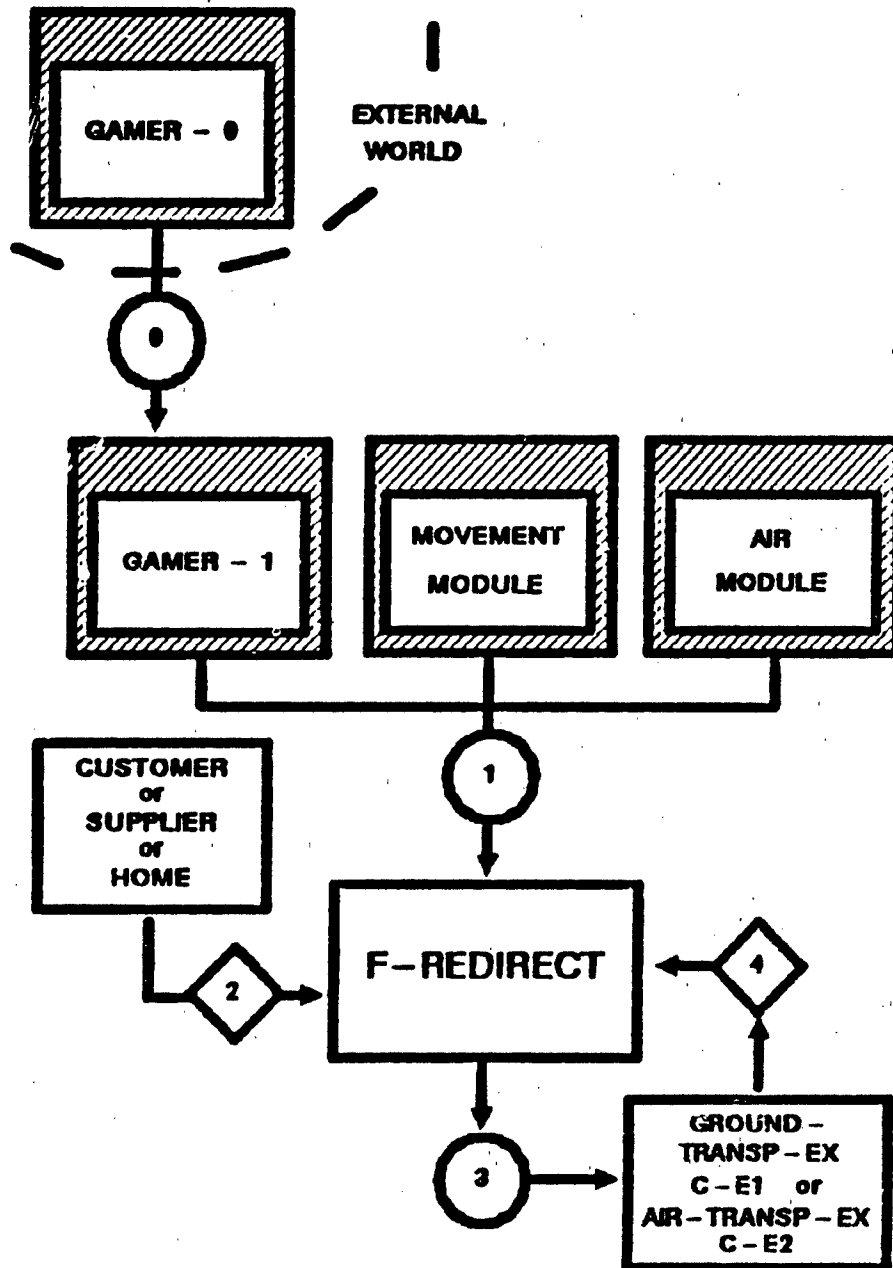 GAMER - 0
EXTERNAL
WORLD
0
GAMER - 1
MOVEMENT
MODULE
AIR
MODULE
1
CUSTOMER
or
SUPPLIER
or
HOME
F-REDIRECT
2
4
3
GROUND-
TRANSP-EX
C-E1 or
AIR-TRANSP-EX
C-E2